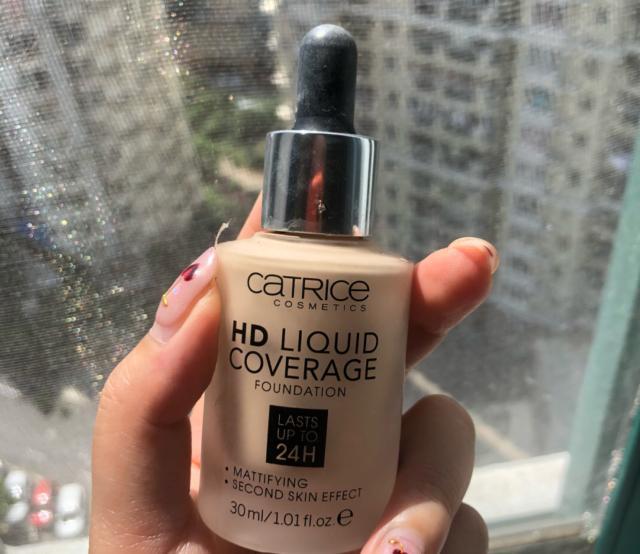 CATRICE
COSMETICS
HD LIQUID
COVERAGE
FOUNDATION
LASTS
UP TO
24H
• MATTIFYING
• SECOND SKIN EFFECT
30ml/1.01fl.oz. ℮